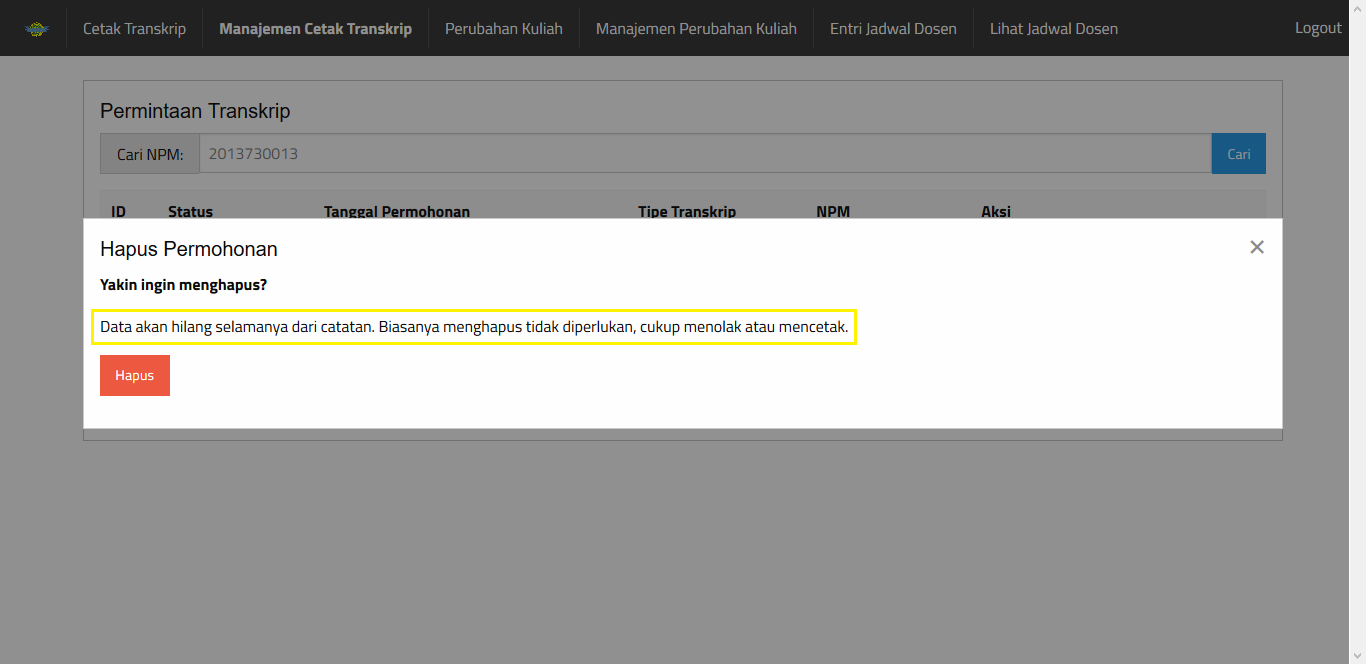 Cetak Transkrip Manajemen Cetak Transkrip Perubahan Kuliah Manajemen Perubahan Kuliah Entri Jadwal Dosen Lihat Jadwal Dosen Logout
Permintaan Transkrip
Cari NPM: 2013730013 Cari
ID Status Tanggal Permohonan Tipe Transkrip NPM Aksi
Hapus Permohonan ×
Yakin ingin menghapus?
Data akan hilang selamanya dari catatan. Biasanya menghapus tidak diperlukan, cukup menolak atau mencetak.
Hapus